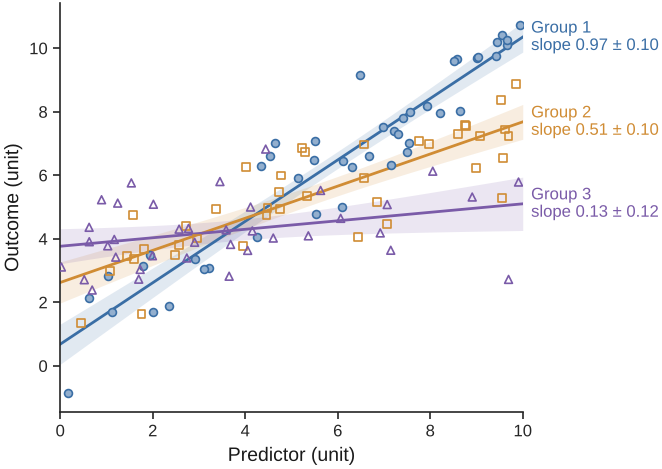 Group 1
slope 0.97 ± 0.10
Group 2
slope 0.51 ± 0.10
Group 3
slope 0.13 ± 0.12
Outcome (unit)
10
8
6
4
2
0
0 2 4 6 8 10
Predictor (unit)